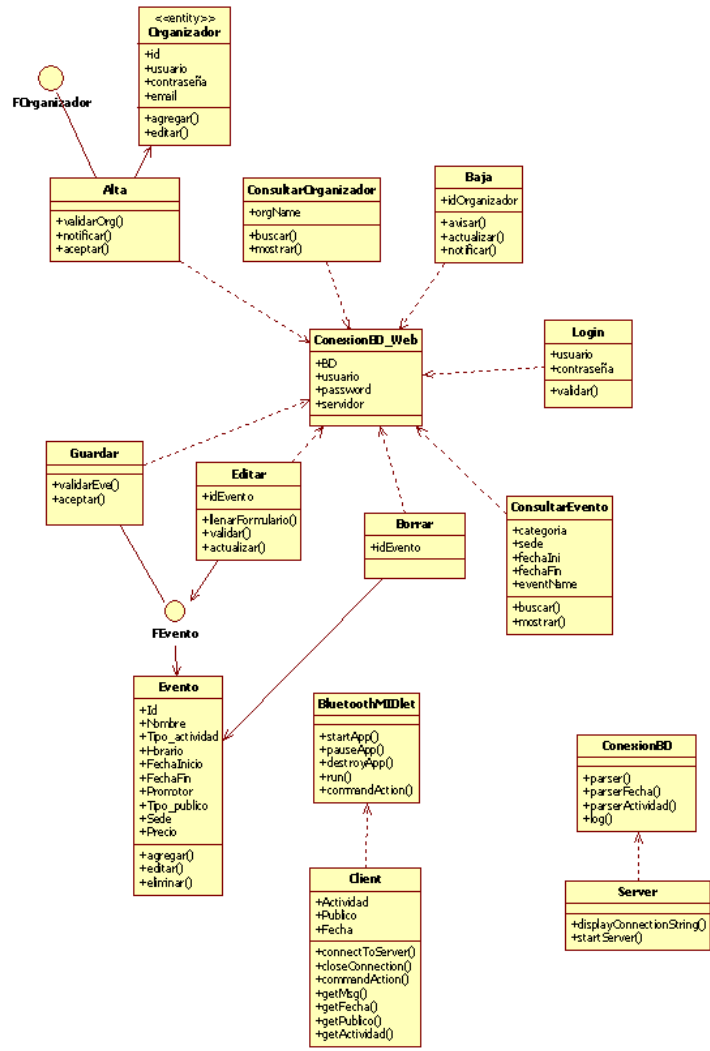 <<entity>>
Organizador
+id
+usuario
+contraseña
+email
+agregar()
+editar()
FOrganizador
Alta
+validarOrg()
+notificar()
+aceptar()
ConsultarOrganizador
+orgName
+buscar()
+mostrar()
Baja
+idOrganizador
+avisar()
+actualizar()
+notificar()
ConexionBD_Web
+BD
+usuario
+password
+servidor
Login
+usuario
+contraseña
+validar()
Guardar
+validarEve()
+aceptar()
Editar
+idEvento
+llenarFormulario()
+validar()
+actualizar()
Borrar
+idEvento
ConsultarEvento
+categoria
+sede
+fechaIni
+fechaFin
+eventName
+buscar()
+mostrar()
FEvento
Evento
+Id
+Nombre
+Tipo_actividad
+Horario
+FechaInicio
+FechaFin
+Promotor
+Tipo_publico
+Sede
+Precio
+agregar()
+editar()
+eliminar()
BluetoothMIDlet
+startApp()
+pauseApp()
+destroyApp()
+run()
+commandAction()
ConexionBD
+parser()
+parserFecha()
+parserActividad()
+log()
Client
+Actividad
+Publico
+Fecha
+connectToServer()
+closeConnection()
+commandAction()
+getMsg()
+getFecha()
+getPublico()
+getActividad()
Server
+displayConnectionString()
+startServer()